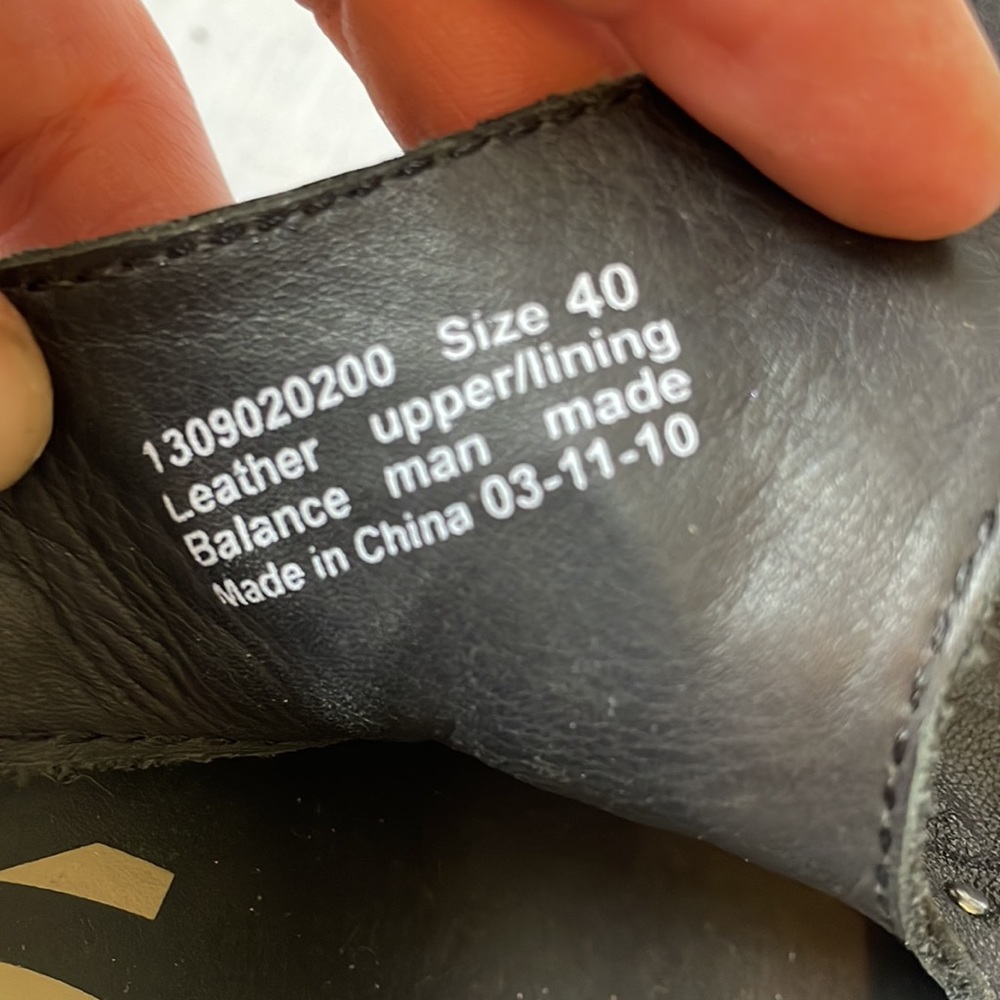 1309020200 Size 40
Leather upper/lining
Balance man made
Made in China 03-11-10